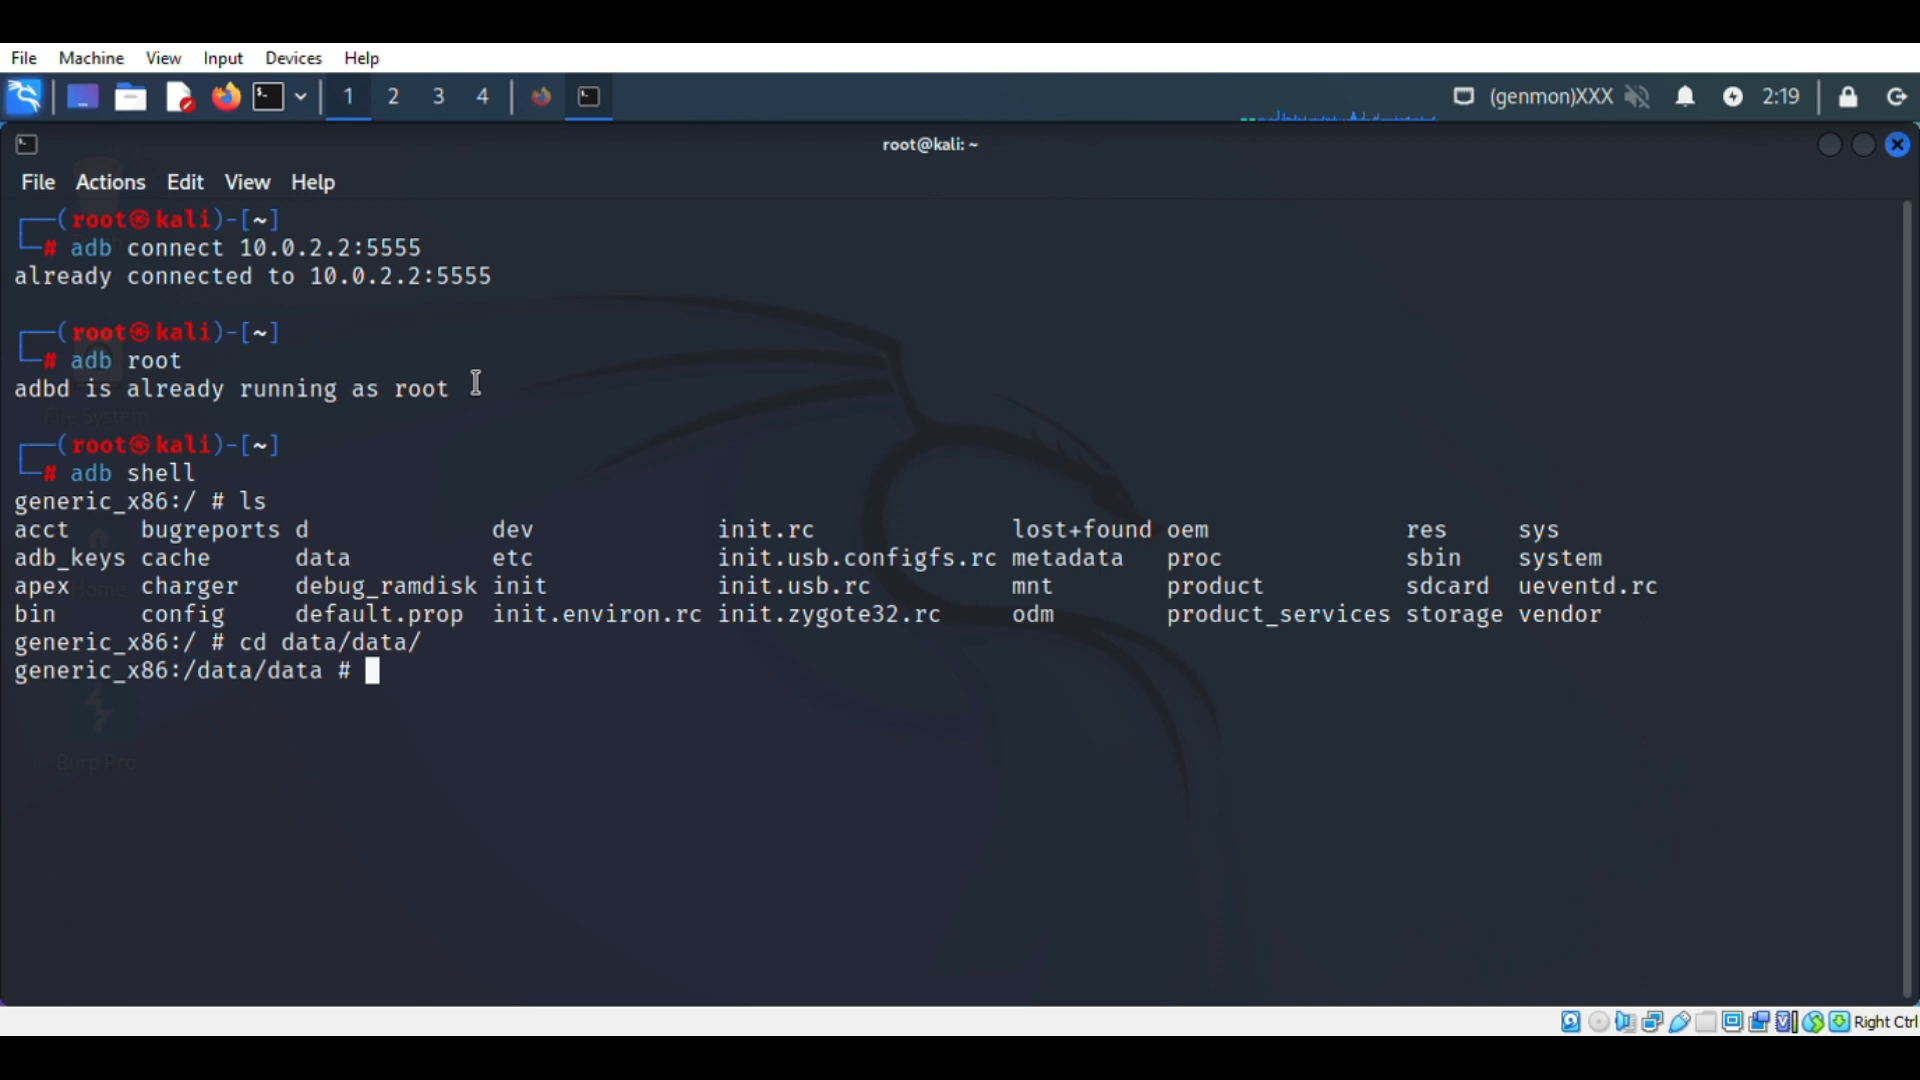 File Machine View Input Devices Help
1 2 3 4 (genmon)XXX 2:19
root@kali: ~
File Actions Edit View Help
┌──(root㉿kali)-[~]
└─# adb connect 10.0.2.2:5555
already connected to 10.0.2.2:5555
┌──(root㉿kali)-[~]
└─# adb root
adbd is already running as root
File System
┌──(root㉿kali)-[~]
└─# adb shell
generic_x86:/ # ls
acct bugreports d dev init.rc lost+found oem res sys
adb_keys cache data etc init.usb.configfs.rc metadata proc sbin system
apex charger debug_ramdisk init init.usb.rc mnt product sdcard ueventd.rc
Home
bin config default.prop init.environ.rc init.zygote32.rc odm product_services storage vendor
generic_x86:/ # cd data/data/
generic_x86:/data/data #
Burp Pro
Right Ctrl